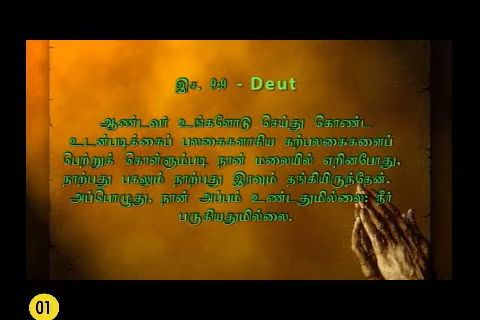 இச. 9:9 - Deut
ஆண்டவர் உங்களோடு செய்து கொண்ட
உடன்படிக்கைப் பலகைகளாகிய கற்பலகைகளைப்
பெற்றுக் கொள்ளும்படி நான் மலையில் ஏறினபோது,
நாற்பது பகலும் நாற்பது இரவும் தங்கியிருந்தேன்.
அப்பொழுது, நான் அப்பம் உண்டதுமில்லை; நீர்
பருகியதுமில்லை.
01